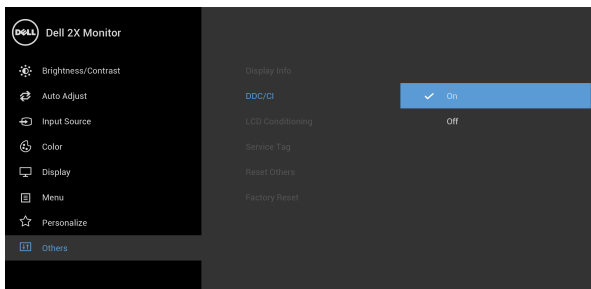 DELL
Dell 2X Monitor
Brightness/Contrast
Auto Adjust
Input Source
Color
Display
Menu
Personalize
Others
Display Info
DDC/CI
LCD Conditioning
Service Tag
Reset Others
Factory Reset
On
Off